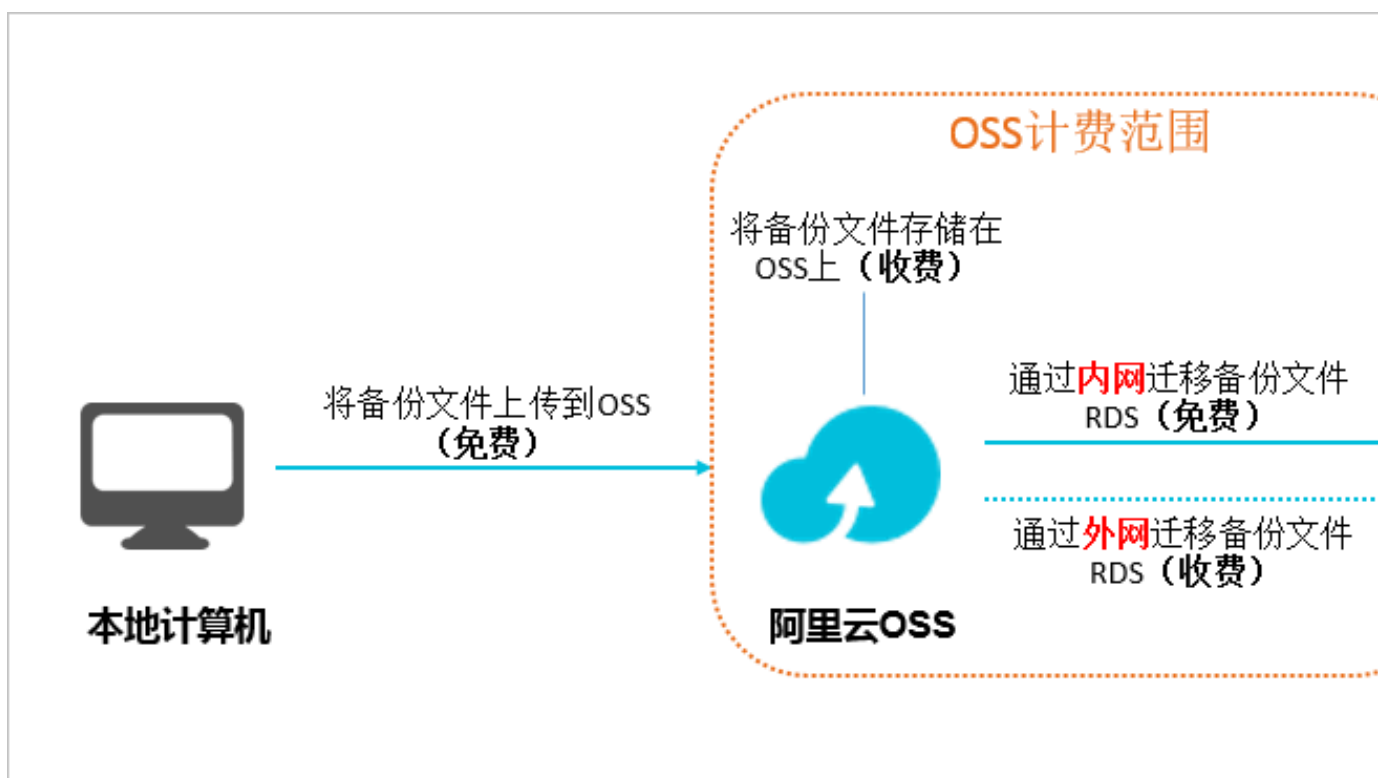 OSS计费范围
将备份文件存储在
OSS上（收费）
将备份文件上传到OSS
（免费）
通过内网迁移备份文件
RDS（免费）
通过外网迁移备份文件
RDS（收费）
本地计算机
阿里云OSS